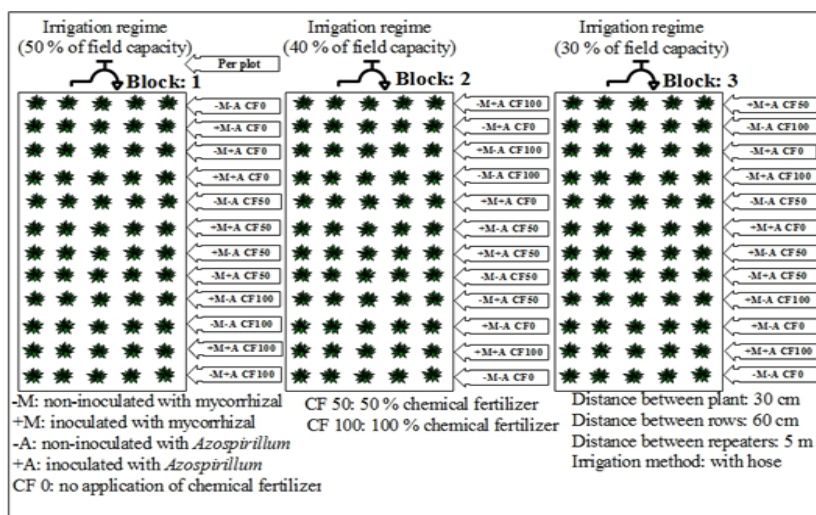 Irrigation regime
(50 % of field capacity)
Per plot
Block: 1
-M-A CF0
+M-A CF0
-M+A CF0
+M+A CF0
-M-A CF50
+M+A CF50
+M-A CF50
-M+A CF50
+M-A CF100
-M-A CF100
+M+A CF100
-M+A CF100
Irrigation regime
(40 % of field capacity)
Block: 2
-M+A CF100
-M+A CF0
+M-A CF100
-M-A CF100
+M+A CF0
-M+A CF50
+M+A CF50
-M-A CF50
-M+A CF50
+M-A CF0
+M+A CF100
-M-A CF0
Irrigation regime
(30 % of field capacity)
Block: 3
+M+A CF50
-M-A CF100
-M+A CF0
-M+A CF100
-M-A CF50
+M+A CF0
+M-A CF50
-M+A CF50
+M-A CF100
+M-A CF0
+M+A CF100
-M-A CF0
-M: non-inoculated with mycorrhizal
+M: inoculated with mycorrhizal
-A: non-inoculated with Azospirillum
+A: inoculated with Azospirillum
CF 0: no application of chemical fertilizer
CF 50: 50 % chemical fertilizer
CF 100: 100 % chemical fertilizer
Distance between plant: 30 cm
Distance between rows: 60 cm
Distance between repeaters: 5 m
Irrigation method: with hose